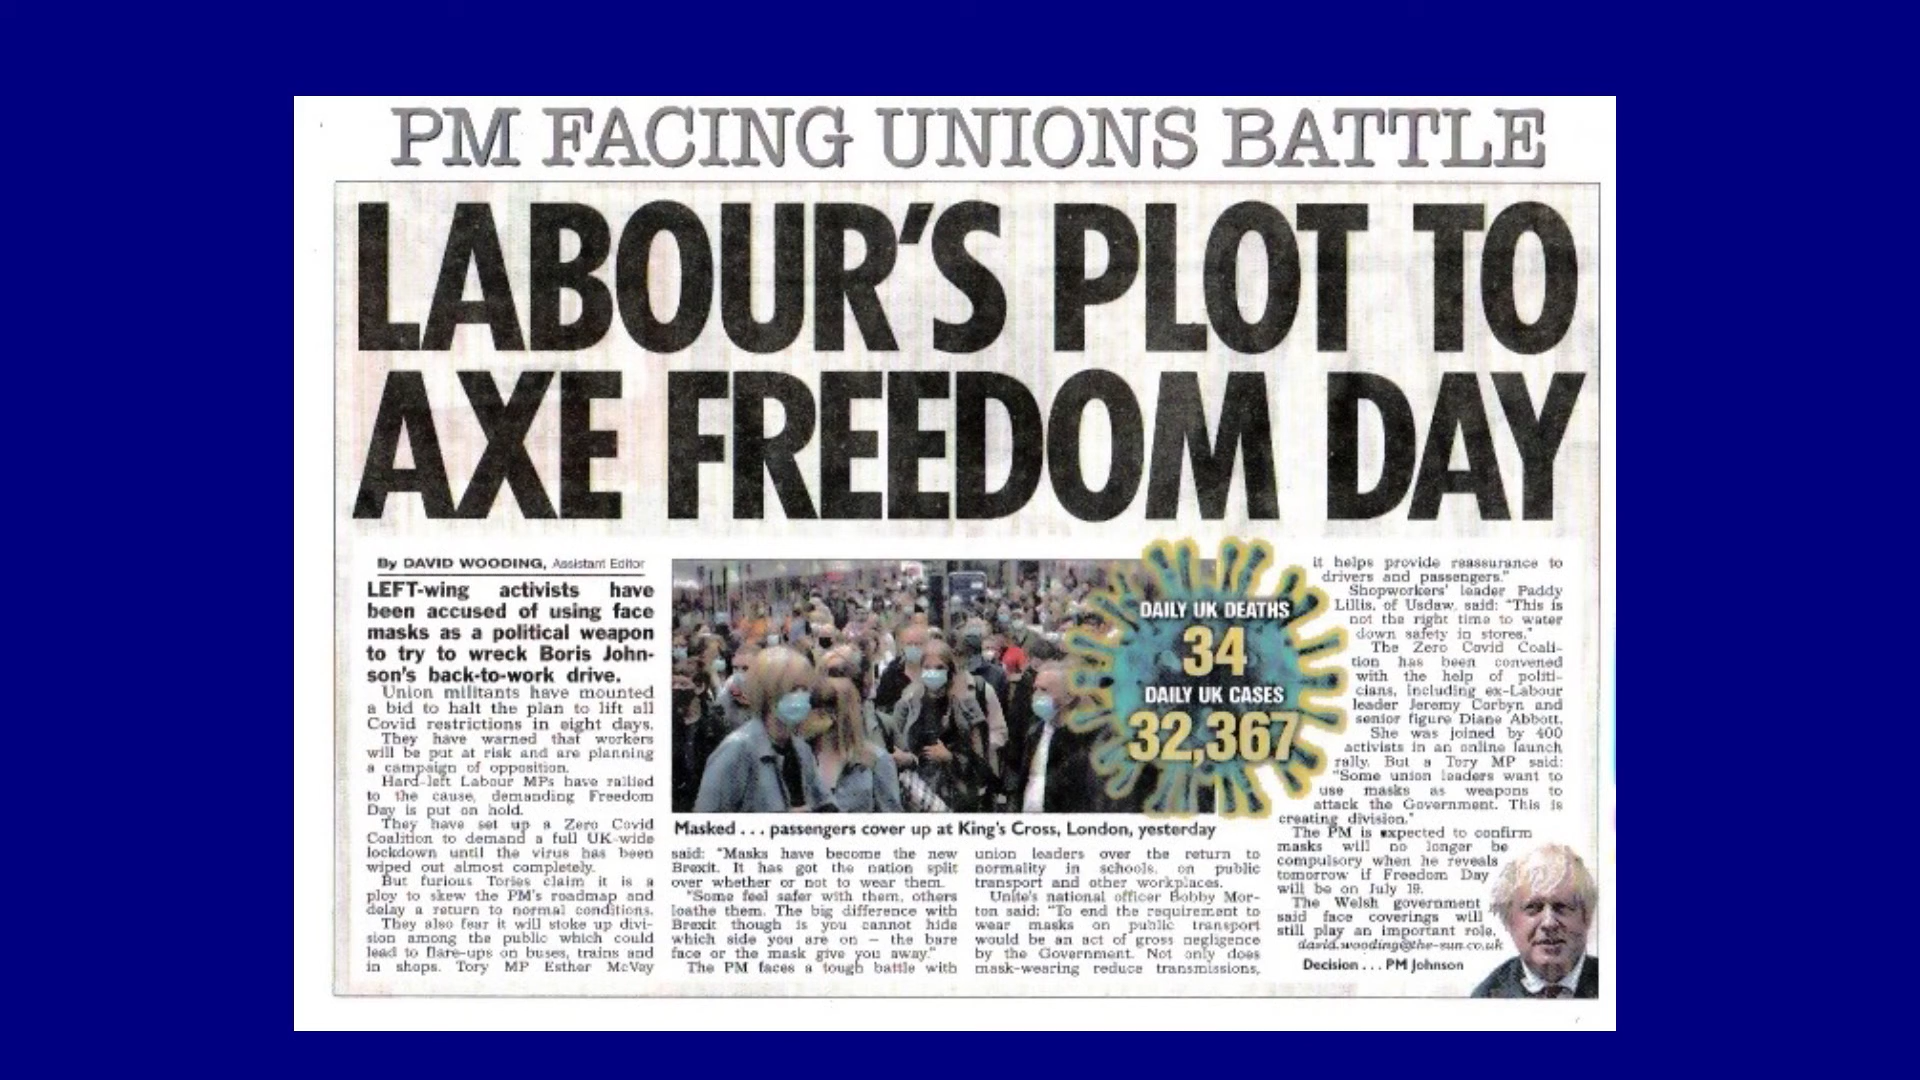 PM FACING UNIONS BATTLE
LABOUR'S PLOT TO
AXE FREEDOM DAY
By DAVID WOODING, Assistant Editor
LEFT-wing activists have
been accused of using face
masks as a political weapon
to try to wreck Boris John-
son's back-to-work drive.
Union militants have mounted
a bid to halt the plan to lift all
Covid restrictions in eight days.
They have warned that workers
will be put at risk and are planning
a campaign of opposition.
Hard-left Labour MPs have rallied
to the cause, demanding Freedom
Day is put on hold.
They have set up a Zero Covid
Coalition to demand a full UK-wide
lockdown until the virus has been
wiped out almost completely.
But furious Tories claim it is a
ploy to skew the PM's roadmap and
delay a return to normal conditions.
They also fear it will stoke up divi-
sion among the public which could
lead to flare-ups on buses, trains and
in shops. Tory MP Esther McVey
DAILY UK DEATHS
34
DAILY UK CASES
32,367
Masked . . . passengers cover up at King's Cross, London, yesterday
said: "Masks have become the new
Brexit. It has got the nation split
over whether or not to wear them.
"Some feel safer with them, others
loathe them. The big difference with
Brexit though is you cannot hide
which side you are on — the bare
face or the mask give you away."
The PM faces a tough battle with
union leaders over the return to
normality in schools, on public
transport and other workplaces.
Unite's national officer Bobby Mor-
ton said: "To end the requirement to
wear masks on public transport
would be an act of gross negligence
by the Government. Not only does
mask-wearing reduce transmissions,
it helps provide reassurance to
drivers and passengers."
Shopworkers' leader Paddy
Lillis, of Usdaw, said: "This is
not the right time to water
down safety in stores."
The Zero Covid Coali-
tion has been convened
with the help of politi-
cians, including ex-Labour
leader Jeremy Corbyn and
senior figure Diane Abbott.
She was joined by 400
activists in an online launch
rally. But a Tory MP said:
"Some union leaders want to
use masks as weapons to
attack the Government. This is
creating division."
The PM is expected to confirm
masks will no longer be
compulsory when he reveals
tomorrow if Freedom Day
will be on July 19.
The Welsh government
said face coverings will
still play an important role.
david.wooding@the-sun.co.uk
Decision . . . PM Johnson